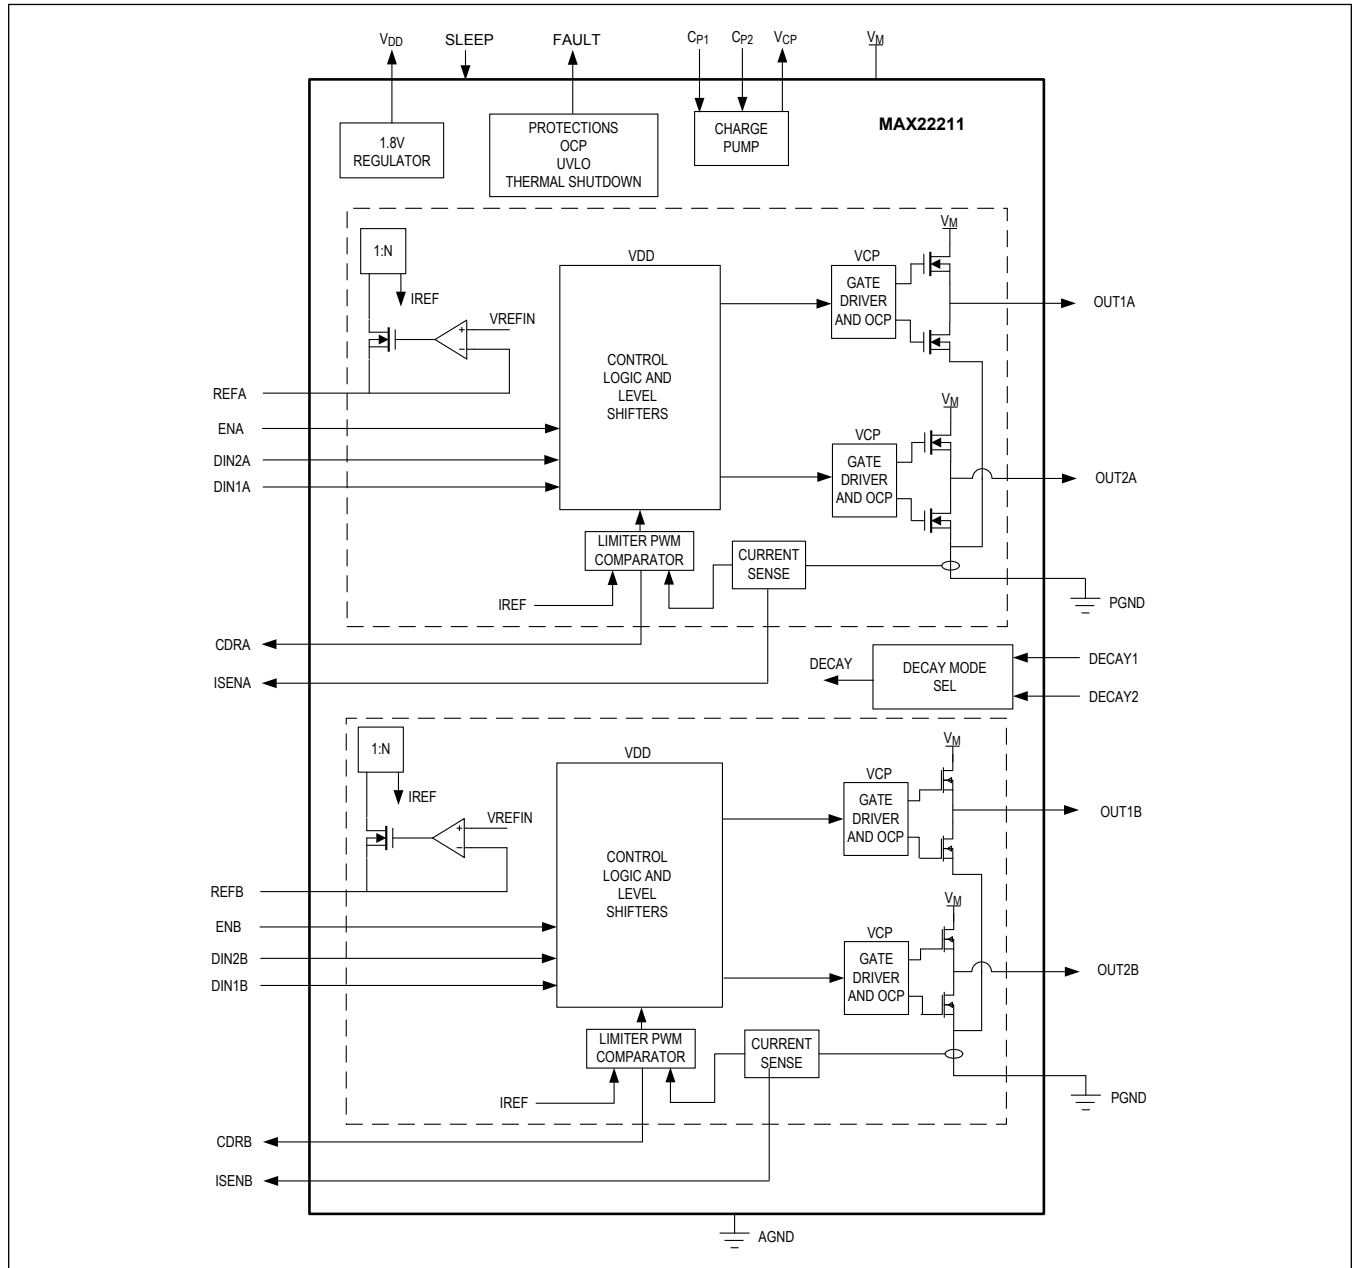 VDD
SLEEP
FAULT
CP1
CP2
VCP
VM
MAX22211
1.8V
REGULATOR
PROTECTIONS
OCP
UVLO
THERMAL SHUTDOWN
CHARGE
PUMP
1:N
IREF
VREFIN
VDD
CONTROL
LOGIC AND
LEVEL
SHIFTERS
VCP
GATE
DRIVER
AND OCP
VM
OUT1A
REFA
ENA
DIN2A
DIN1A
VCP
GATE
DRIVER
AND OCP
VM
OUT2A
LIMITER PWM
COMPARATOR
CURRENT
SENSE
IREF
PGND
CDRA
ISENA
DECAY
DECAY MODE
SEL
DECAY1
DECAY2
1:N
IREF
VREFIN
VDD
CONTROL
LOGIC AND
LEVEL
SHIFTERS
VCP
GATE
DRIVER
AND OCP
VM
OUT1B
REFB
ENB
DIN2B
DIN1B
VCP
GATE
DRIVER
AND OCP
VM
OUT2B
LIMITER PWM
COMPARATOR
CURRENT
SENSE
IREF
PGND
CDRB
ISENB
AGND